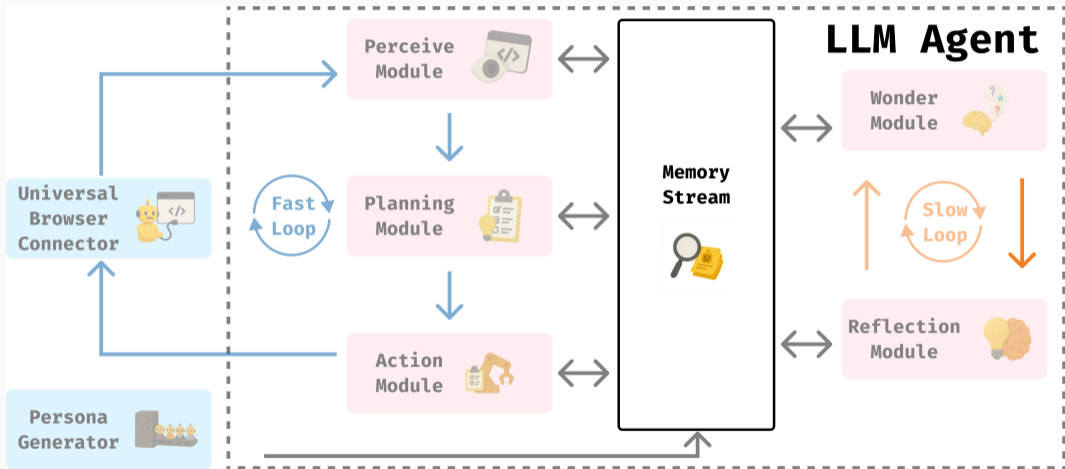 LLM Agent
Perceive
Module
</>
Wonder
Module
?
?
Universal
Browser
Connector
</>
Fast
Loop
Planning
Module
Memory
Stream
Slow
Loop
Action
Module
Reflection
Module
Persona
Generator